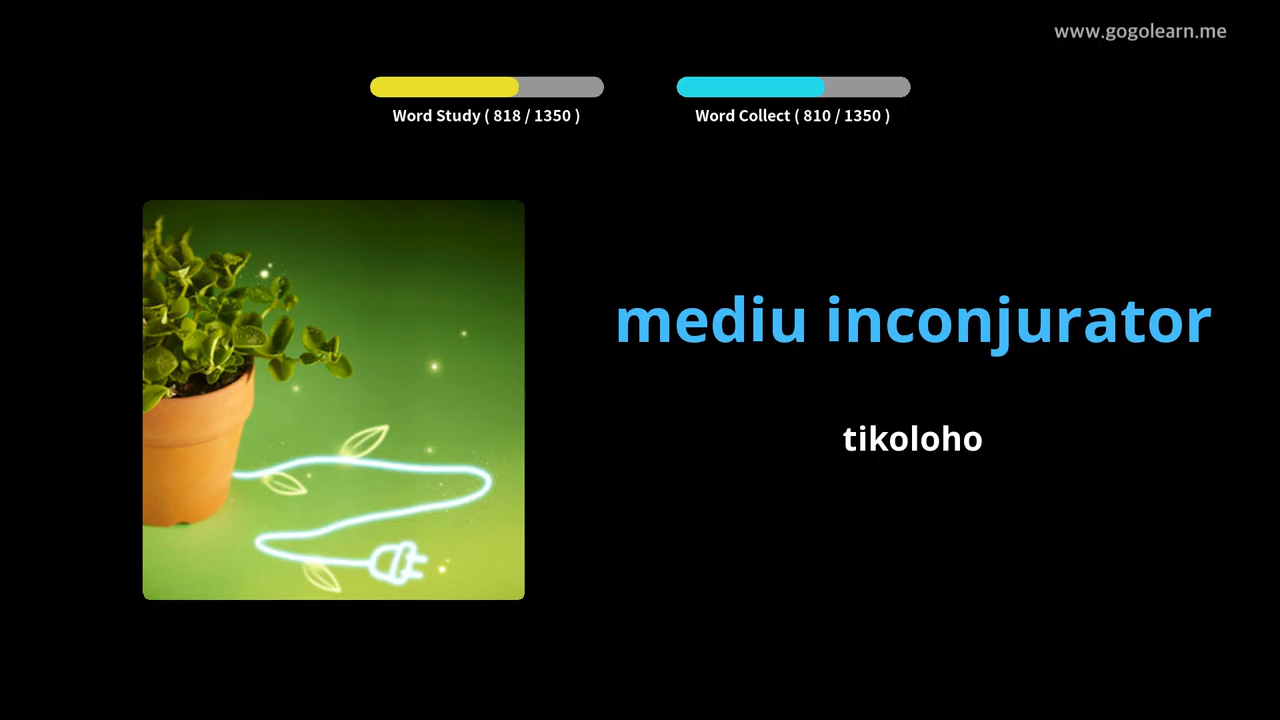 www.gogolearn.me
Word Study ( 818 / 1350 )
Word Collect ( 810 / 1350 )
mediu inconjurator
tikoloho